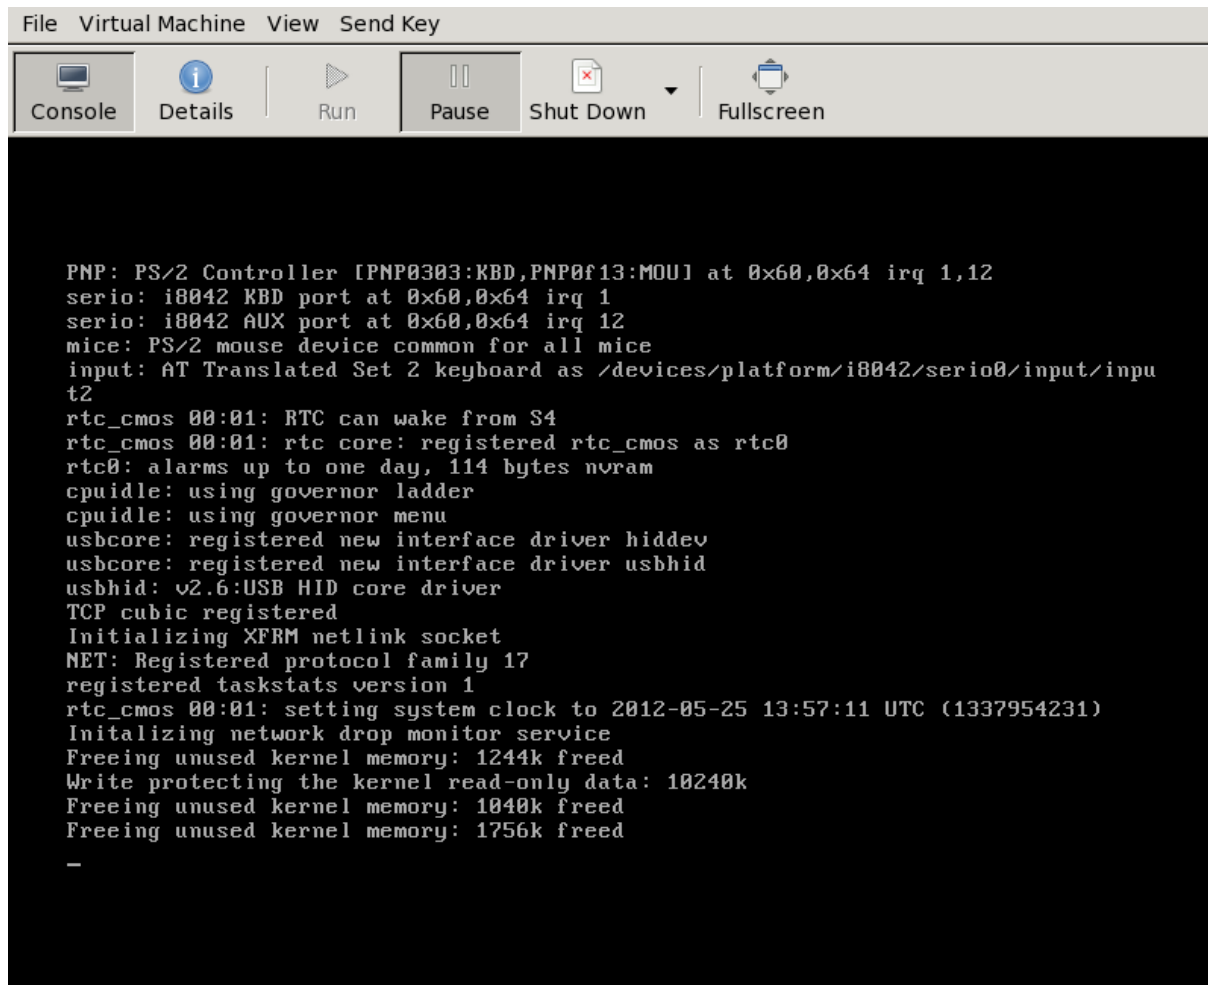 File Virtual Machine View Send Key
Console Details Run Pause Shut Down Fullscreen
PNP: PS/2 Controller [PNP0303:KBD,PNP0f13:MOU] at 0x60,0x64 irq 1,12
serio: i8042 KBD port at 0x60,0x64 irq 1
serio: i8042 AUX port at 0x60,0x64 irq 12
mice: PS/2 mouse device common for all mice
input: AT Translated Set 2 keyboard as /devices/platform/i8042/serio0/input/inpu
t2
rtc_cmos 00:01: RTC can wake from S4
rtc_cmos 00:01: rtc core: registered rtc_cmos as rtc0
rtc0: alarms up to one day, 114 bytes nvram
cpuidle: using governor ladder
cpuidle: using governor menu
usbcore: registered new interface driver hiddev
usbcore: registered new interface driver usbhid
usbhid: v2.6:USB HID core driver
TCP cubic registered
Initializing XFRM netlink socket
NET: Registered protocol family 17
registered taskstats version 1
rtc_cmos 00:01: setting system clock to 2012-05-25 13:57:11 UTC (1337954231)
Initalizing network drop monitor service
Freeing unused kernel memory: 1244k freed
Write protecting the kernel read-only data: 10240k
Freeing unused kernel memory: 1040k freed
Freeing unused kernel memory: 1756k freed
_